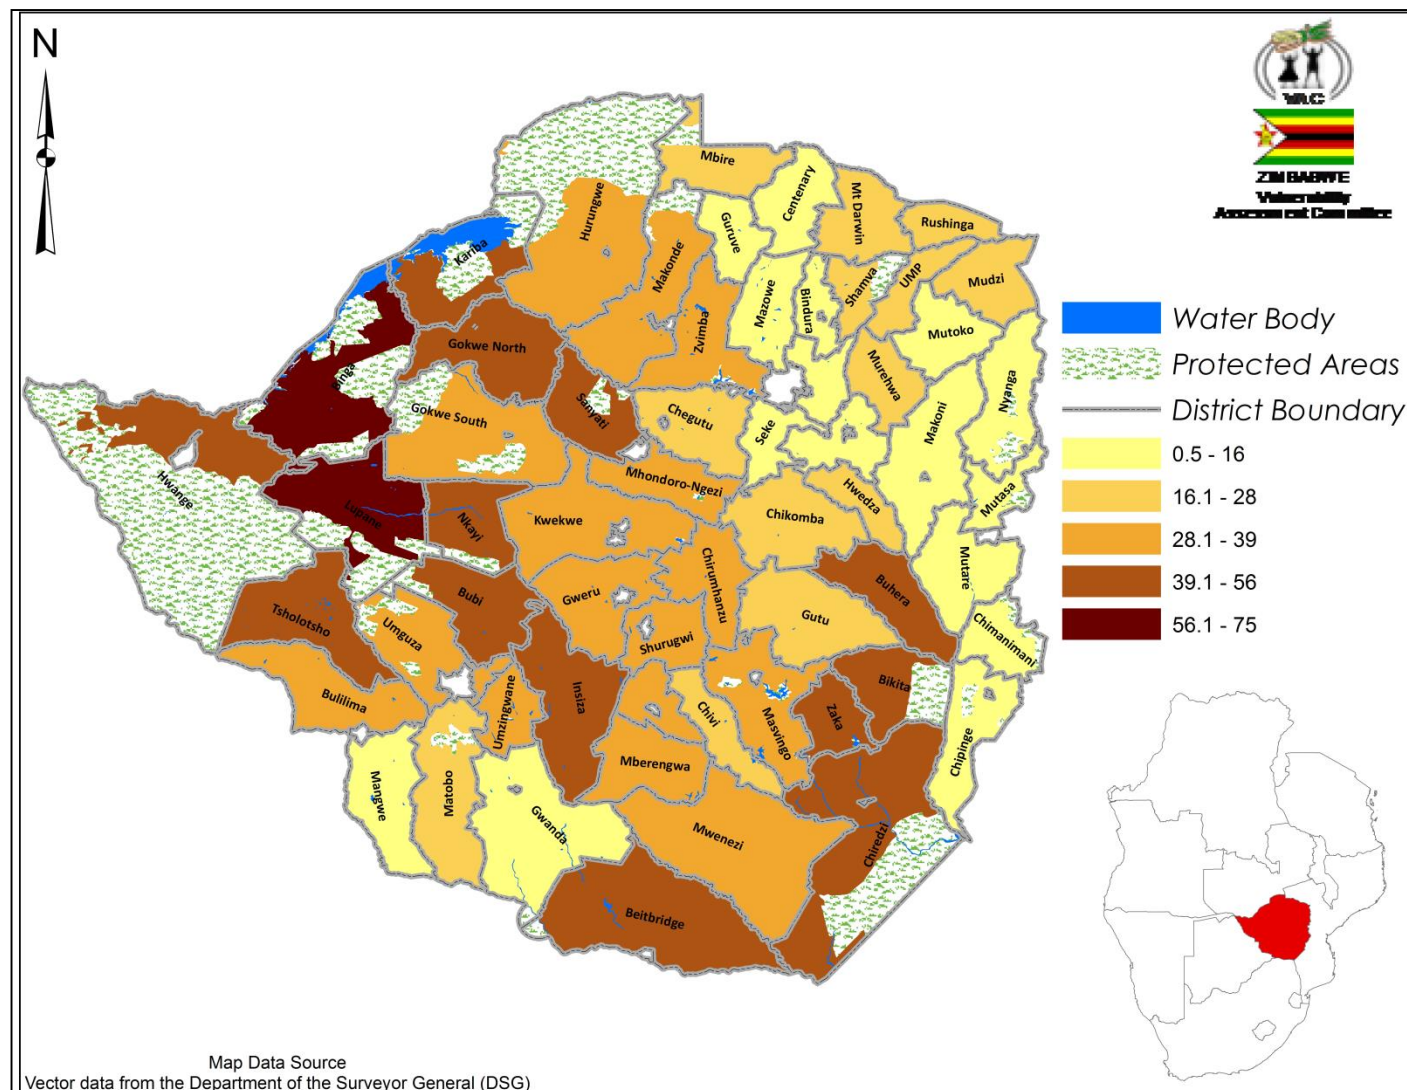 N
VAC
ZIMBABWE
Vulnerability
Assessment Committee
Mbire
Centenary
Mt Darwin
Rushinga
Hurungwe
Guruve
Makonde
Kariba
Shamva
UMP
Mudzi
Mazowe
Bindura
Zvimba
Mutoko
Gokwe North
Binga
Murehwa
Nyanga
Sanyati
Gokwe South
Chegutu
Seke
Makoni
Hwange
Mhondoro-Ngezi
Hwedza
Mutasa
Lupane
Nkayi
Kwekwe
Chikomba
Chirumhanzu
Mutare
Buhera
Bubi
Gweru
Tsholotsho
Umguza
Gutu
Chimanimani
Shurugwi
Bulilima
Insiza
Bikita
Umzingwane
Chivi
Masvingo
Zaka
Chipinge
Mberengwa
Mangwe
Matobo
Gwanda
Mwenezi
Chiredzi
Beitbridge
Water Body
Protected Areas
District Boundary
0.5 - 16
16.1 - 28
28.1 - 39
39.1 - 56
56.1 - 75
Map Data Source
Vector data from the Department of the Surveyor General (DSG)